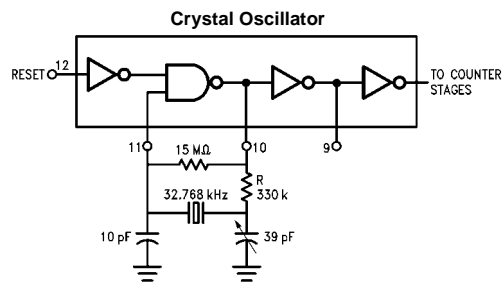 Crystal Oscillator
RESET
12
TO COUNTER
STAGES
11
10
9
15 MΩ
R
330 k
32.768 kHz
10 pF
39 pF